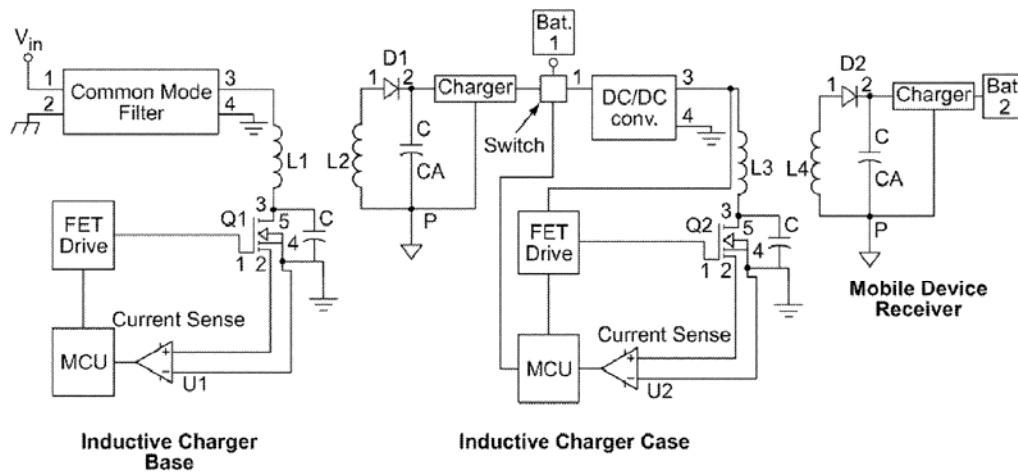 Bat.
1
V_in
D1
D2
1
3
1
2
Charger
1
3
1
2
Charger
Bat.
2
2
Common Mode
Filter
4
DC/DC
conv.
4
C
Switch
C
L1
L2
CA
L3
L4
CA
3
P
3
P
FET
Drive
Q1
5
4
C
FET
Drive
Q2
5
4
C
1
2
1
2
Mobile Device
Receiver
Current Sense
Current Sense
MCU
+
−
U1
MCU
+
−
U2
Inductive Charger
Base
Inductive Charger Case